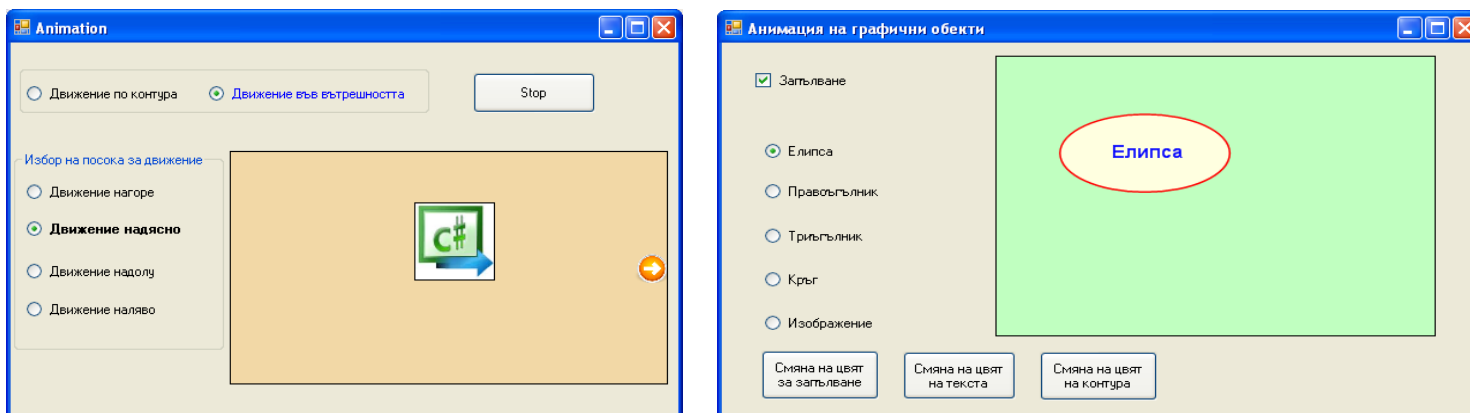 Animation
Движение по контура
Движение във вътрешността
Stop
Избор на посока за движение
Движение нагоре
Движение надясно
Движение надолу
Движение наляво
C#
Анимация на графични обекти
Запълване
Елипса
Правоъгълник
Триъгълник
Кръг
Изображение
Елипса
Смяна на цвят
за запълване
Смяна на цвят
на текста
Смяна на цвят
на контура